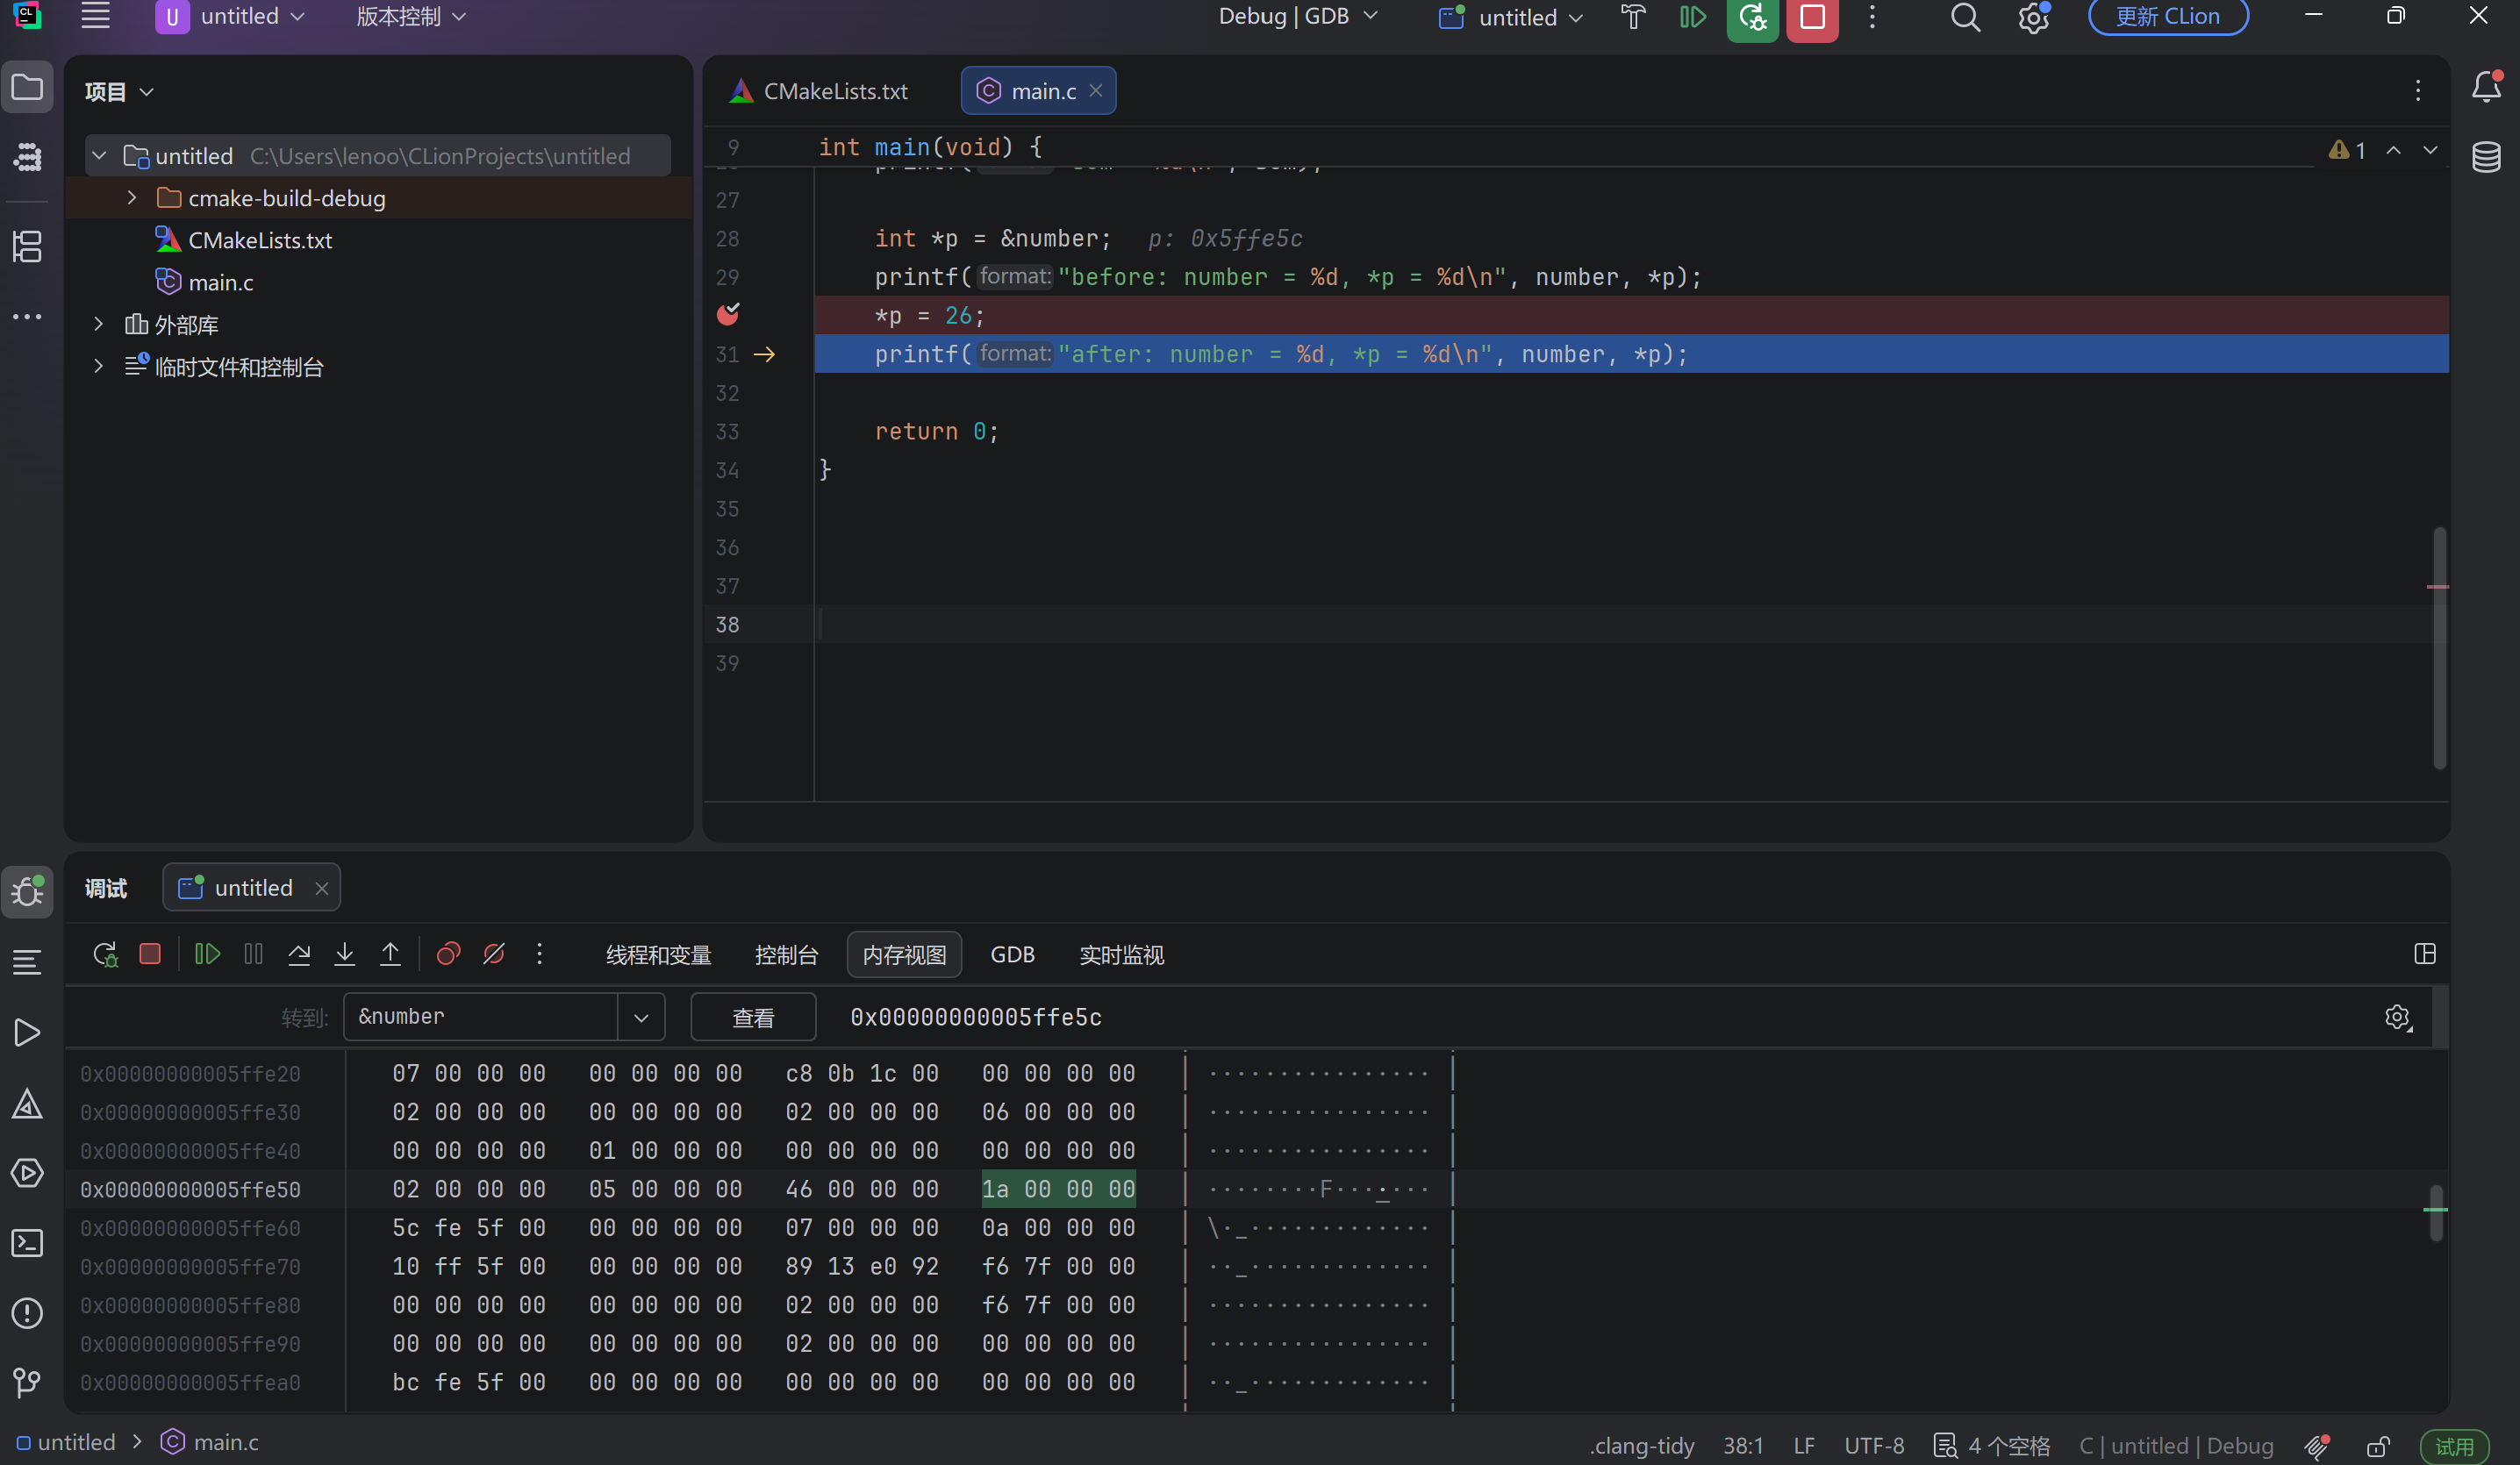 U untitled 版本控制 Debug | GDB untitled 更新 CLion
项目
CMakeLists.txt main.c
untitled C:\Users\lenoo\CLionProjects\untitled
cmake-build-debug
CMakeLists.txt
main.c
外部库
临时文件和控制台
9 int main(void) {
1
27
28 int *p = &number; p: 0x5ffe5c
29 printf( format: "before: number = %d, *p = %d\n", number, *p);
*p = 26;
31 printf( format: "after: number = %d, *p = %d\n", number, *p);
32
33 return 0;
34 }
35
36
37
38
39
调试 untitled
线程和变量 控制台 内存视图 GDB 实时监视
转到: &number 查看 0x00000000005ffe5c
0x00000000005ffe20 07 00 00 00 00 00 00 00 c8 0b 1c 00 00 00 00 00 | ················ |
0x00000000005ffe30 02 00 00 00 00 00 00 00 02 00 00 00 06 00 00 00 | ················ |
0x00000000005ffe40 00 00 00 00 01 00 00 00 00 00 00 00 00 00 00 00 | ················ |
0x00000000005ffe50 02 00 00 00 05 00 00 00 46 00 00 00 1a 00 00 00 | ········F······· |
0x00000000005ffe60 5c fe 5f 00 00 00 00 00 07 00 00 00 0a 00 00 00 | \·_············· |
0x00000000005ffe70 10 ff 5f 00 00 00 00 00 89 13 e0 92 f6 7f 00 00 | ··_············· |
0x00000000005ffe80 00 00 00 00 00 00 00 00 02 00 00 00 f6 7f 00 00 | ················ |
0x00000000005ffe90 00 00 00 00 00 00 00 00 02 00 00 00 00 00 00 00 | ················ |
0x00000000005ffea0 bc fe 5f 00 00 00 00 00 00 00 00 00 00 00 00 00 | ··_············· |
untitled > main.c .clang-tidy 38:1 LF UTF-8 4 个空格 C | untitled | Debug 试用